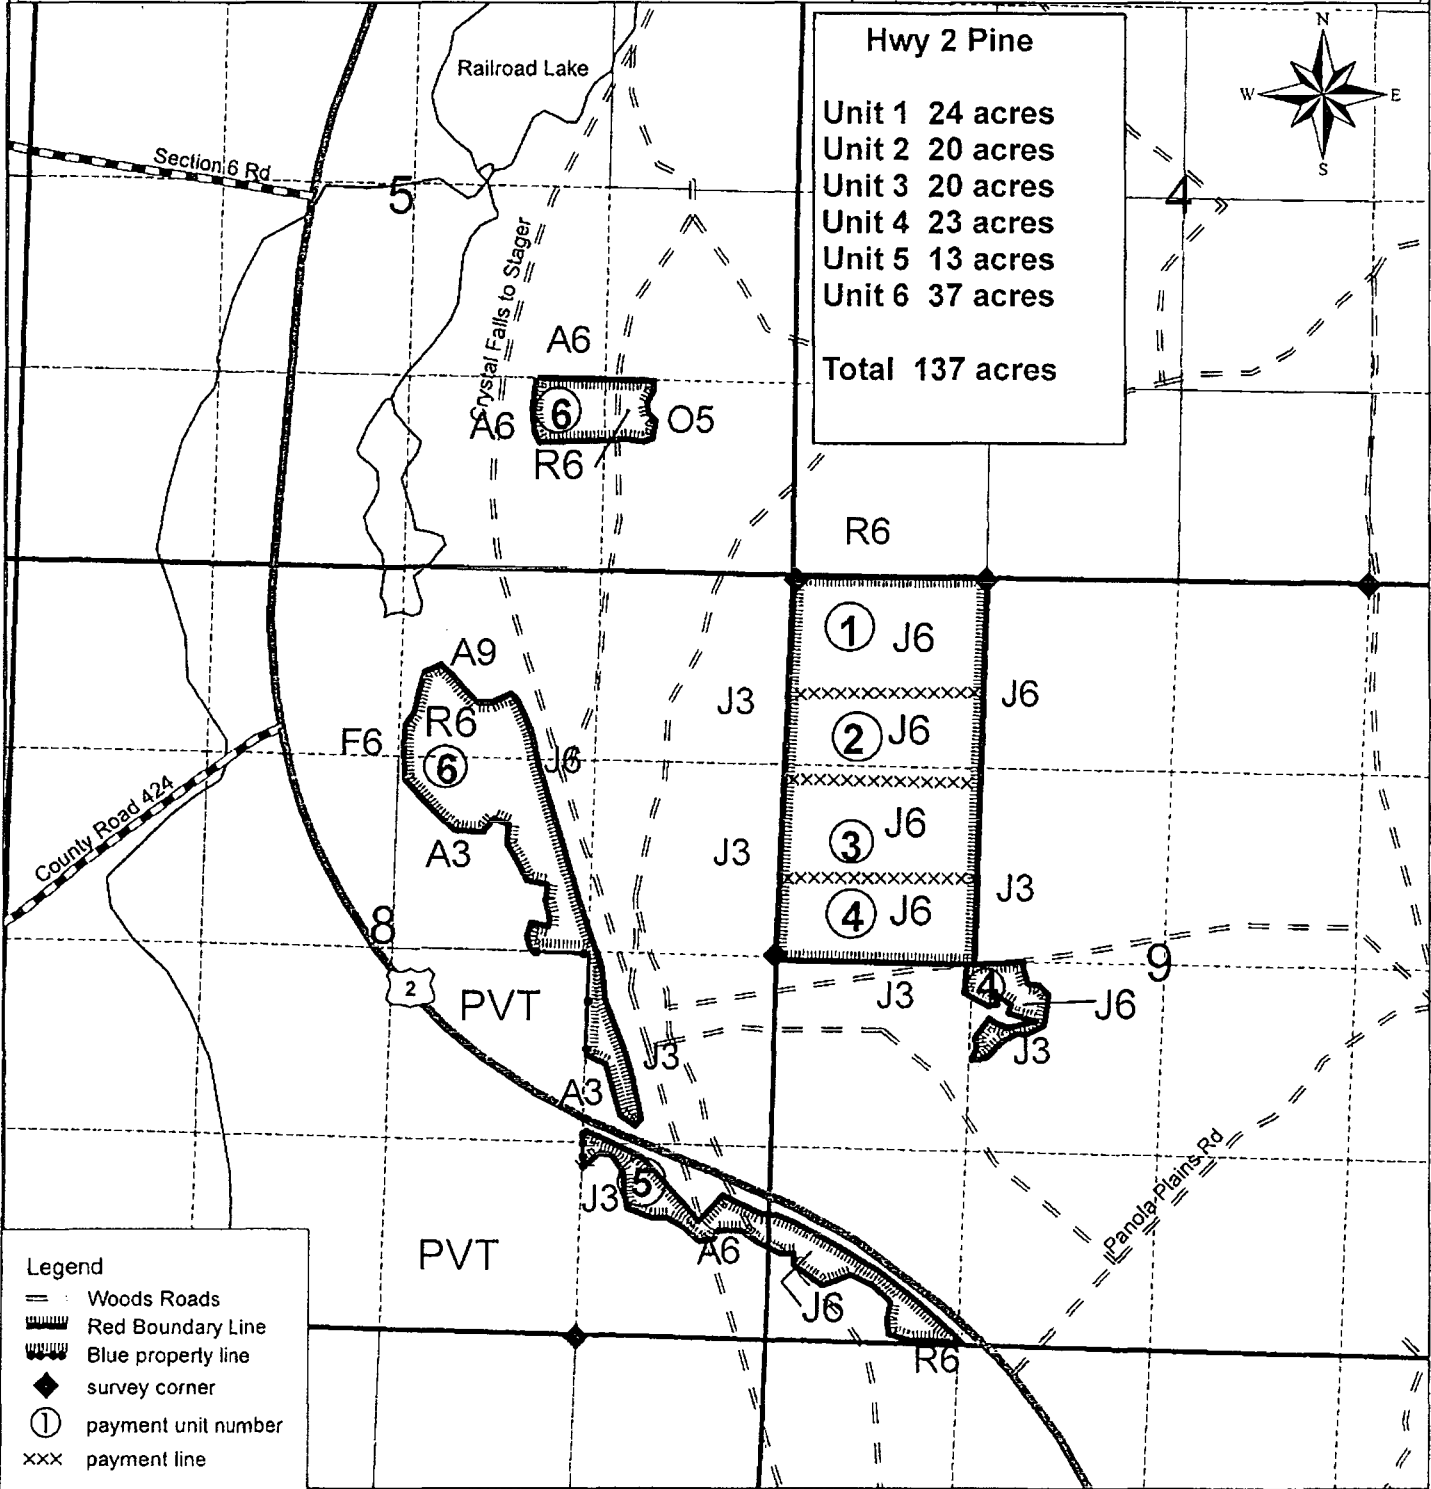 Hwy 2 Pine
Unit 1 24 acres
Unit 2 20 acres
Unit 3 20 acres
Unit 4 23 acres
Unit 5 13 acres
Unit 6 37 acres
Total 137 acres
N
W E
S
Railroad Lake
Section 6 Rd
5
4
Crystal Falls to Stager
A6
6
A6
O5
R6
R6
1 J6
A9
J3
J6
R6
2 J6
F6
6
J6
County Road 424
J6
3
A3
J3
J3
4 J6
8
9
2
PVT
J3
4
J6
J3
J3
A3
5
J3
Panola Plains Rd
A6
PVT
J6
R6
Legend
Woods Roads
Red Boundary Line
Blue property line
survey corner
1 payment unit number
xxx payment line